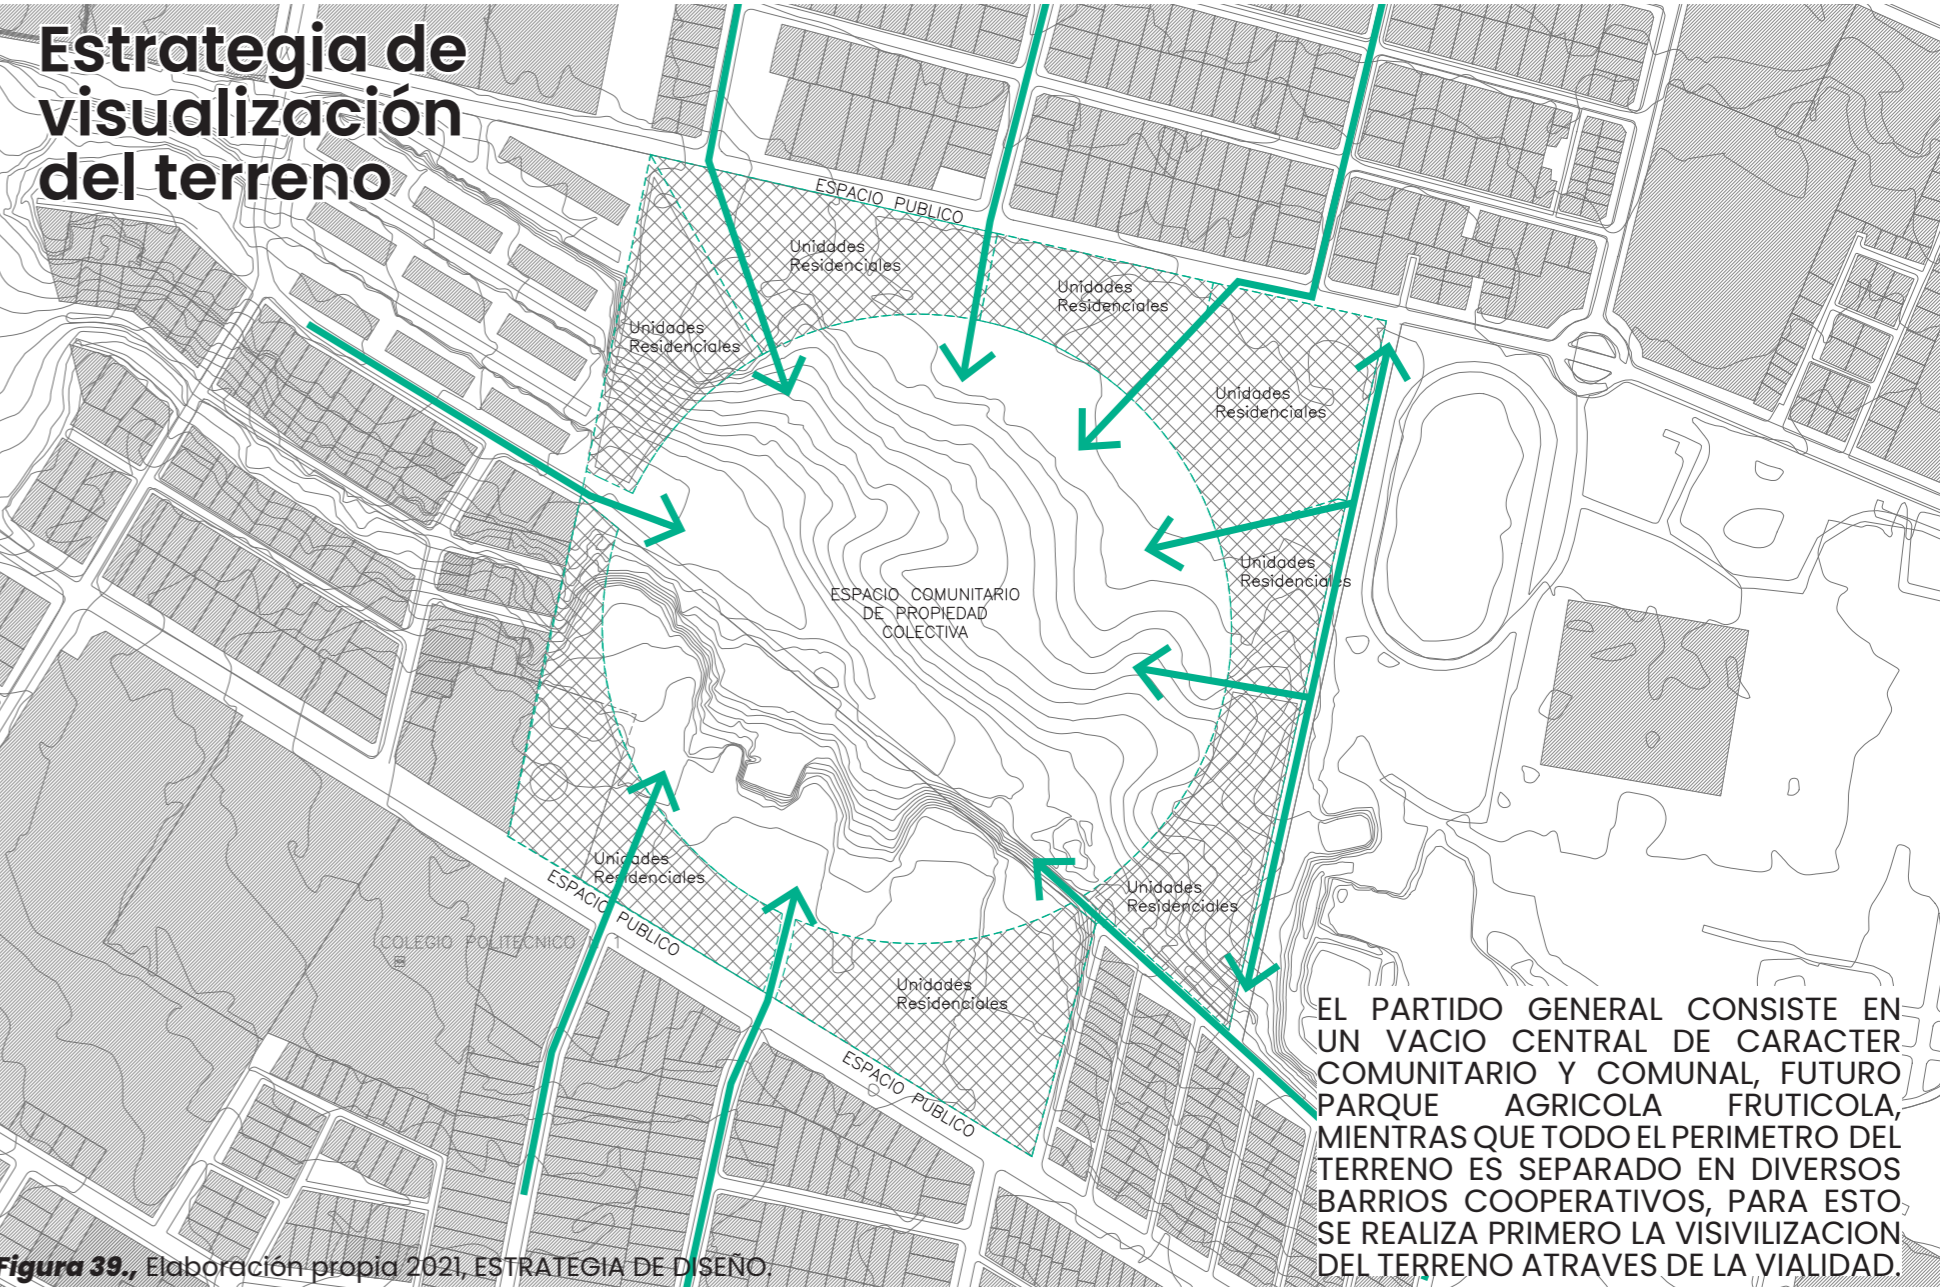 Estrategia de
visualización
del terreno
ESPACIO PUBLICO
Unidades
Residenciales
Unidades
Residenciales
Unidades
Residenciales
Unidades
Residenciales
Unidades
Residenciales
ESPACIO COMUNITARIO
DE PROPIEDAD
COLECTIVA
Unidades
Residenciales
ESPACIO PUBLICO
Unidades
Residenciales
COLEGIO POLITECNICO N 1
Unidades
Residenciales
ESPACIO PUBLICO
EL PARTIDO GENERAL CONSISTE EN
UN VACIO CENTRAL DE CARACTER
COMUNITARIO Y COMUNAL, FUTURO
PARQUE AGRICOLA FRUTICOLA,
MIENTRAS QUE TODO EL PERIMETRO DEL
TERRENO ES SEPARADO EN DIVERSOS
BARRIOS COOPERATIVOS, PARA ESTO
SE REALIZA PRIMERO LA VISIVILIZACION
DEL TERRENO ATRAVES DE LA VIALIDAD.
Figura 39., Elaboración propia 2021, ESTRATEGIA DE DISEÑO.